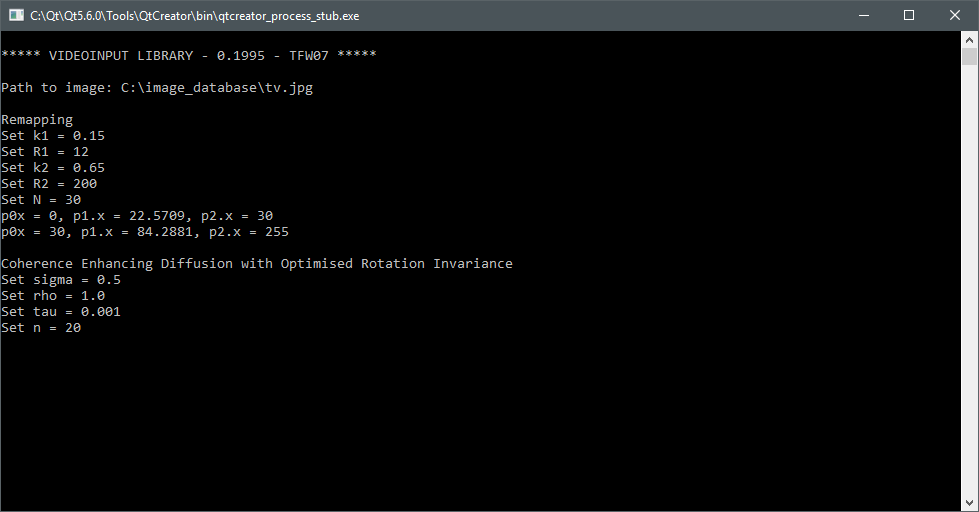 C:\Qt\Qt5.6.0\Tools\QtCreator\bin\qtcreator_process_stub.exe
***** VIDEOINPUT LIBRARY - 0.1995 - TFW07 *****
Path to image: C:\image_database\tv.jpg
Remapping
Set k1 = 0.15
Set R1 = 12
Set k2 = 0.65
Set R2 = 200
Set N = 30
p0x = 0, p1.x = 22.5709, p2.x = 30
p0x = 30, p1.x = 84.2881, p2.x = 255
Coherence Enhancing Diffusion with Optimised Rotation Invariance
Set sigma = 0.5
Set rho = 1.0
Set tau = 0.001
Set n = 20